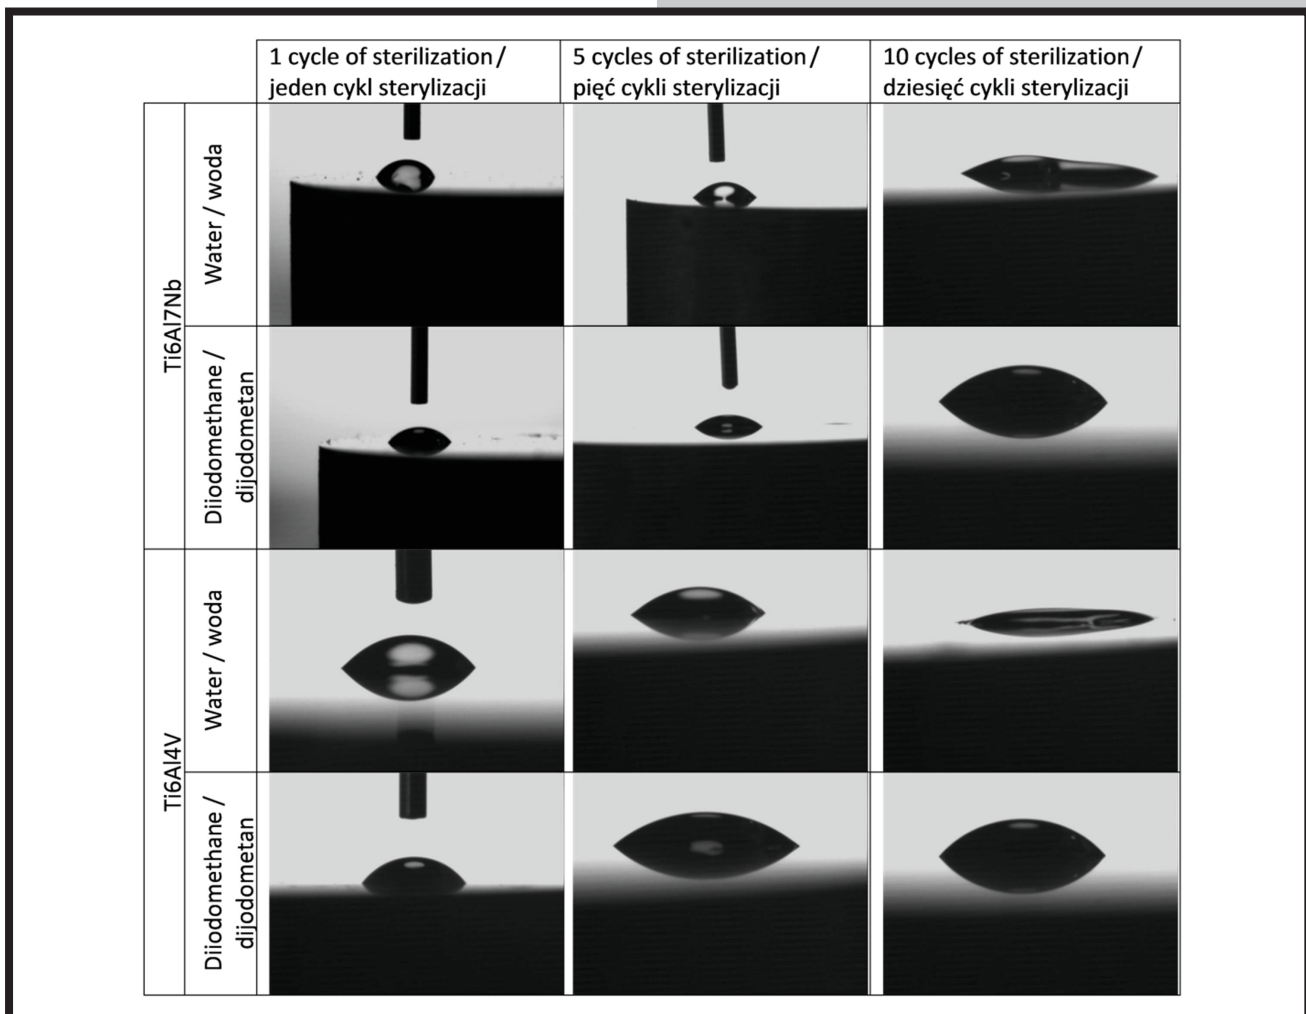 1 cycle of sterilization /
jeden cykl sterylizacji
5 cycles of sterilization /
pięć cykli sterylizacji
10 cycles of sterilization /
dziesięć cykli sterylizacji
Ti6Al7Nb
Water / woda
Diiodomethane /
dijodometan
Ti6Al4V
Water / woda
Diiodomethane /
dijodometan